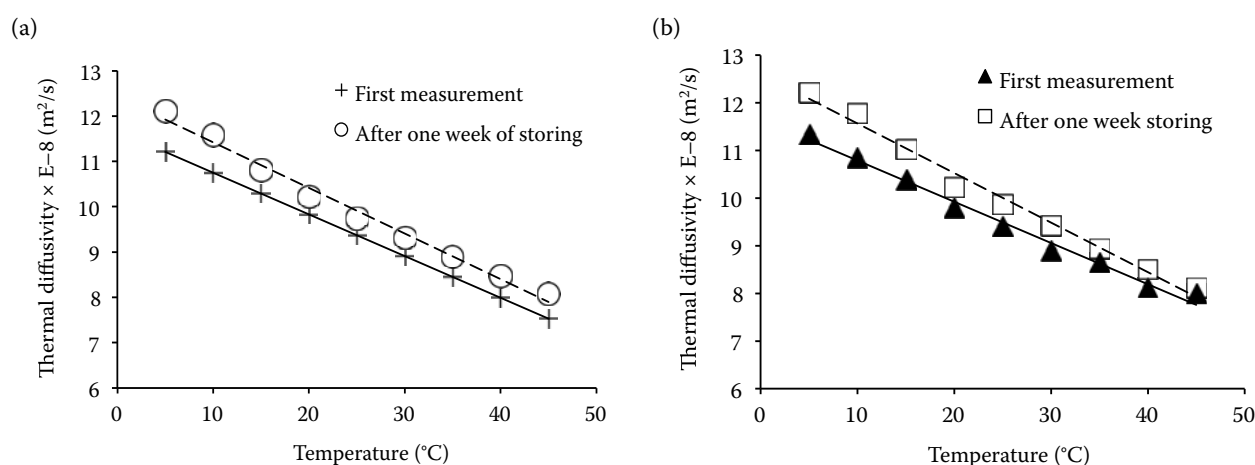 (a)
Thermal diffusivity × E–8 (m²/s)
13
12
11
10
9
8
7
6
0
10
20
30
40
50
Temperature (°C)
First measurement
After one week of storing
(b)
Thermal diffusivity × E–8 (m²/s)
13
12
11
10
9
8
7
6
0
10
20
30
40
50
Temperature (°C)
First measurement
After one week storing